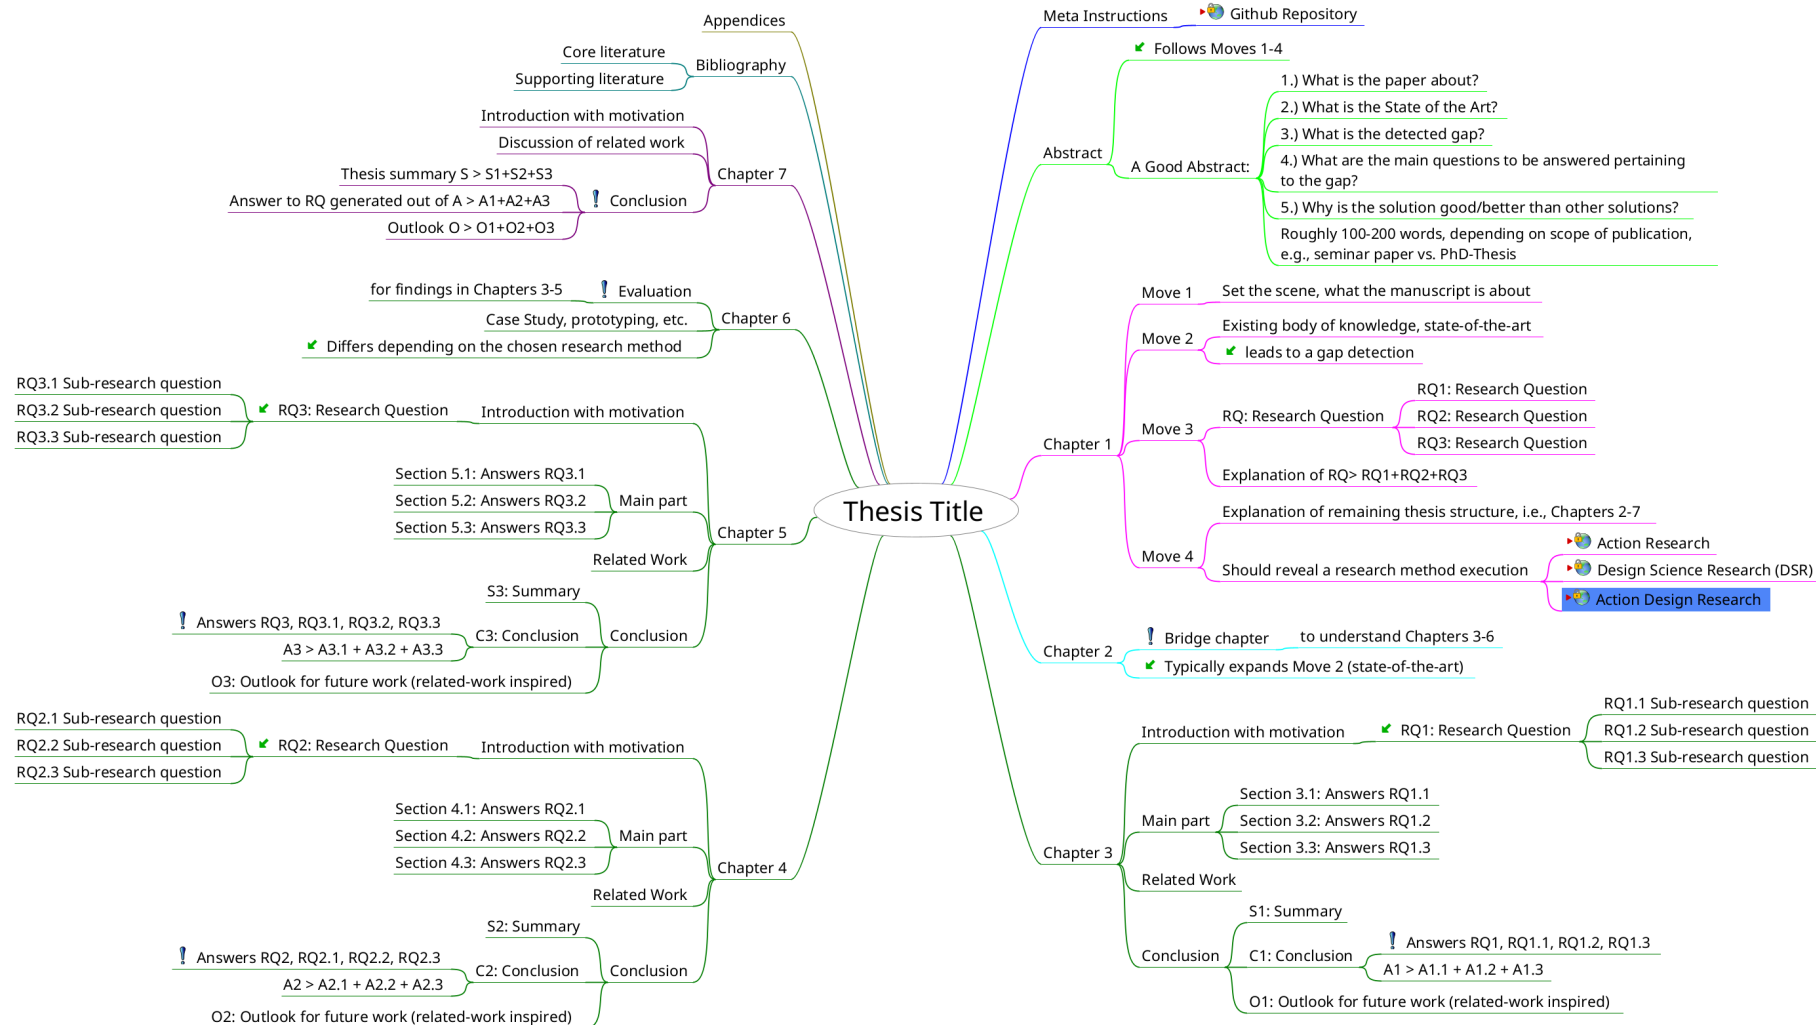 Thesis Title
Meta Instructions
Github Repository
Abstract
Follows Moves 1-4
A Good Abstract:
1.) What is the paper about?
2.) What is the State of the Art?
3.) What is the detected gap?
4.) What are the main questions to be answered pertaining
to the gap?
5.) Why is the solution good/better than other solutions?
Roughly 100-200 words, depending on scope of publication,
e.g., seminar paper vs. PhD-Thesis
Chapter 1
Move 1
Set the scene, what the manuscript is about
Move 2
Existing body of knowledge, state-of-the-art
leads to a gap detection
Move 3
RQ: Research Question
RQ1: Research Question
RQ2: Research Question
RQ3: Research Question
Explanation of RQ> RQ1+RQ2+RQ3
Move 4
Explanation of remaining thesis structure, i.e., Chapters 2-7
Should reveal a research method execution
Action Research
Design Science Research (DSR)
Action Design Research
Chapter 2
Bridge chapter
to understand Chapters 3-6
Typically expands Move 2 (state-of-the-art)
Chapter 3
Introduction with motivation
RQ1: Research Question
RQ1.1 Sub-research question
RQ1.2 Sub-research question
RQ1.3 Sub-research question
Main part
Section 3.1: Answers RQ1.1
Section 3.2: Answers RQ1.2
Section 3.3: Answers RQ1.3
Related Work
Conclusion
S1: Summary
C1: Conclusion
Answers RQ1, RQ1.1, RQ1.2, RQ1.3
A1 > A1.1 + A1.2 + A1.3
O1: Outlook for future work (related-work inspired)
Appendices
Bibliography
Core literature
Supporting literature
Chapter 7
Introduction with motivation
Discussion of related work
Conclusion
Thesis summary S > S1+S2+S3
Answer to RQ generated out of A > A1+A2+A3
Outlook O > O1+O2+O3
Chapter 6
Evaluation
for findings in Chapters 3-5
Case Study, prototyping, etc.
Differs depending on the chosen research method
Chapter 5
Introduction with motivation
RQ3: Research Question
RQ3.1 Sub-research question
RQ3.2 Sub-research question
RQ3.3 Sub-research question
Main part
Section 5.1: Answers RQ3.1
Section 5.2: Answers RQ3.2
Section 5.3: Answers RQ3.3
Related Work
Conclusion
S3: Summary
C3: Conclusion
Answers RQ3, RQ3.1, RQ3.2, RQ3.3
A3 > A3.1 + A3.2 + A3.3
O3: Outlook for future work (related-work inspired)
Chapter 4
Introduction with motivation
RQ2: Research Question
RQ2.1 Sub-research question
RQ2.2 Sub-research question
RQ2.3 Sub-research question
Main part
Section 4.1: Answers RQ2.1
Section 4.2: Answers RQ2.2
Section 4.3: Answers RQ2.3
Related Work
Conclusion
S2: Summary
C2: Conclusion
Answers RQ2, RQ2.1, RQ2.2, RQ2.3
A2 > A2.1 + A2.2 + A2.3
O2: Outlook for future work (related-work inspired)